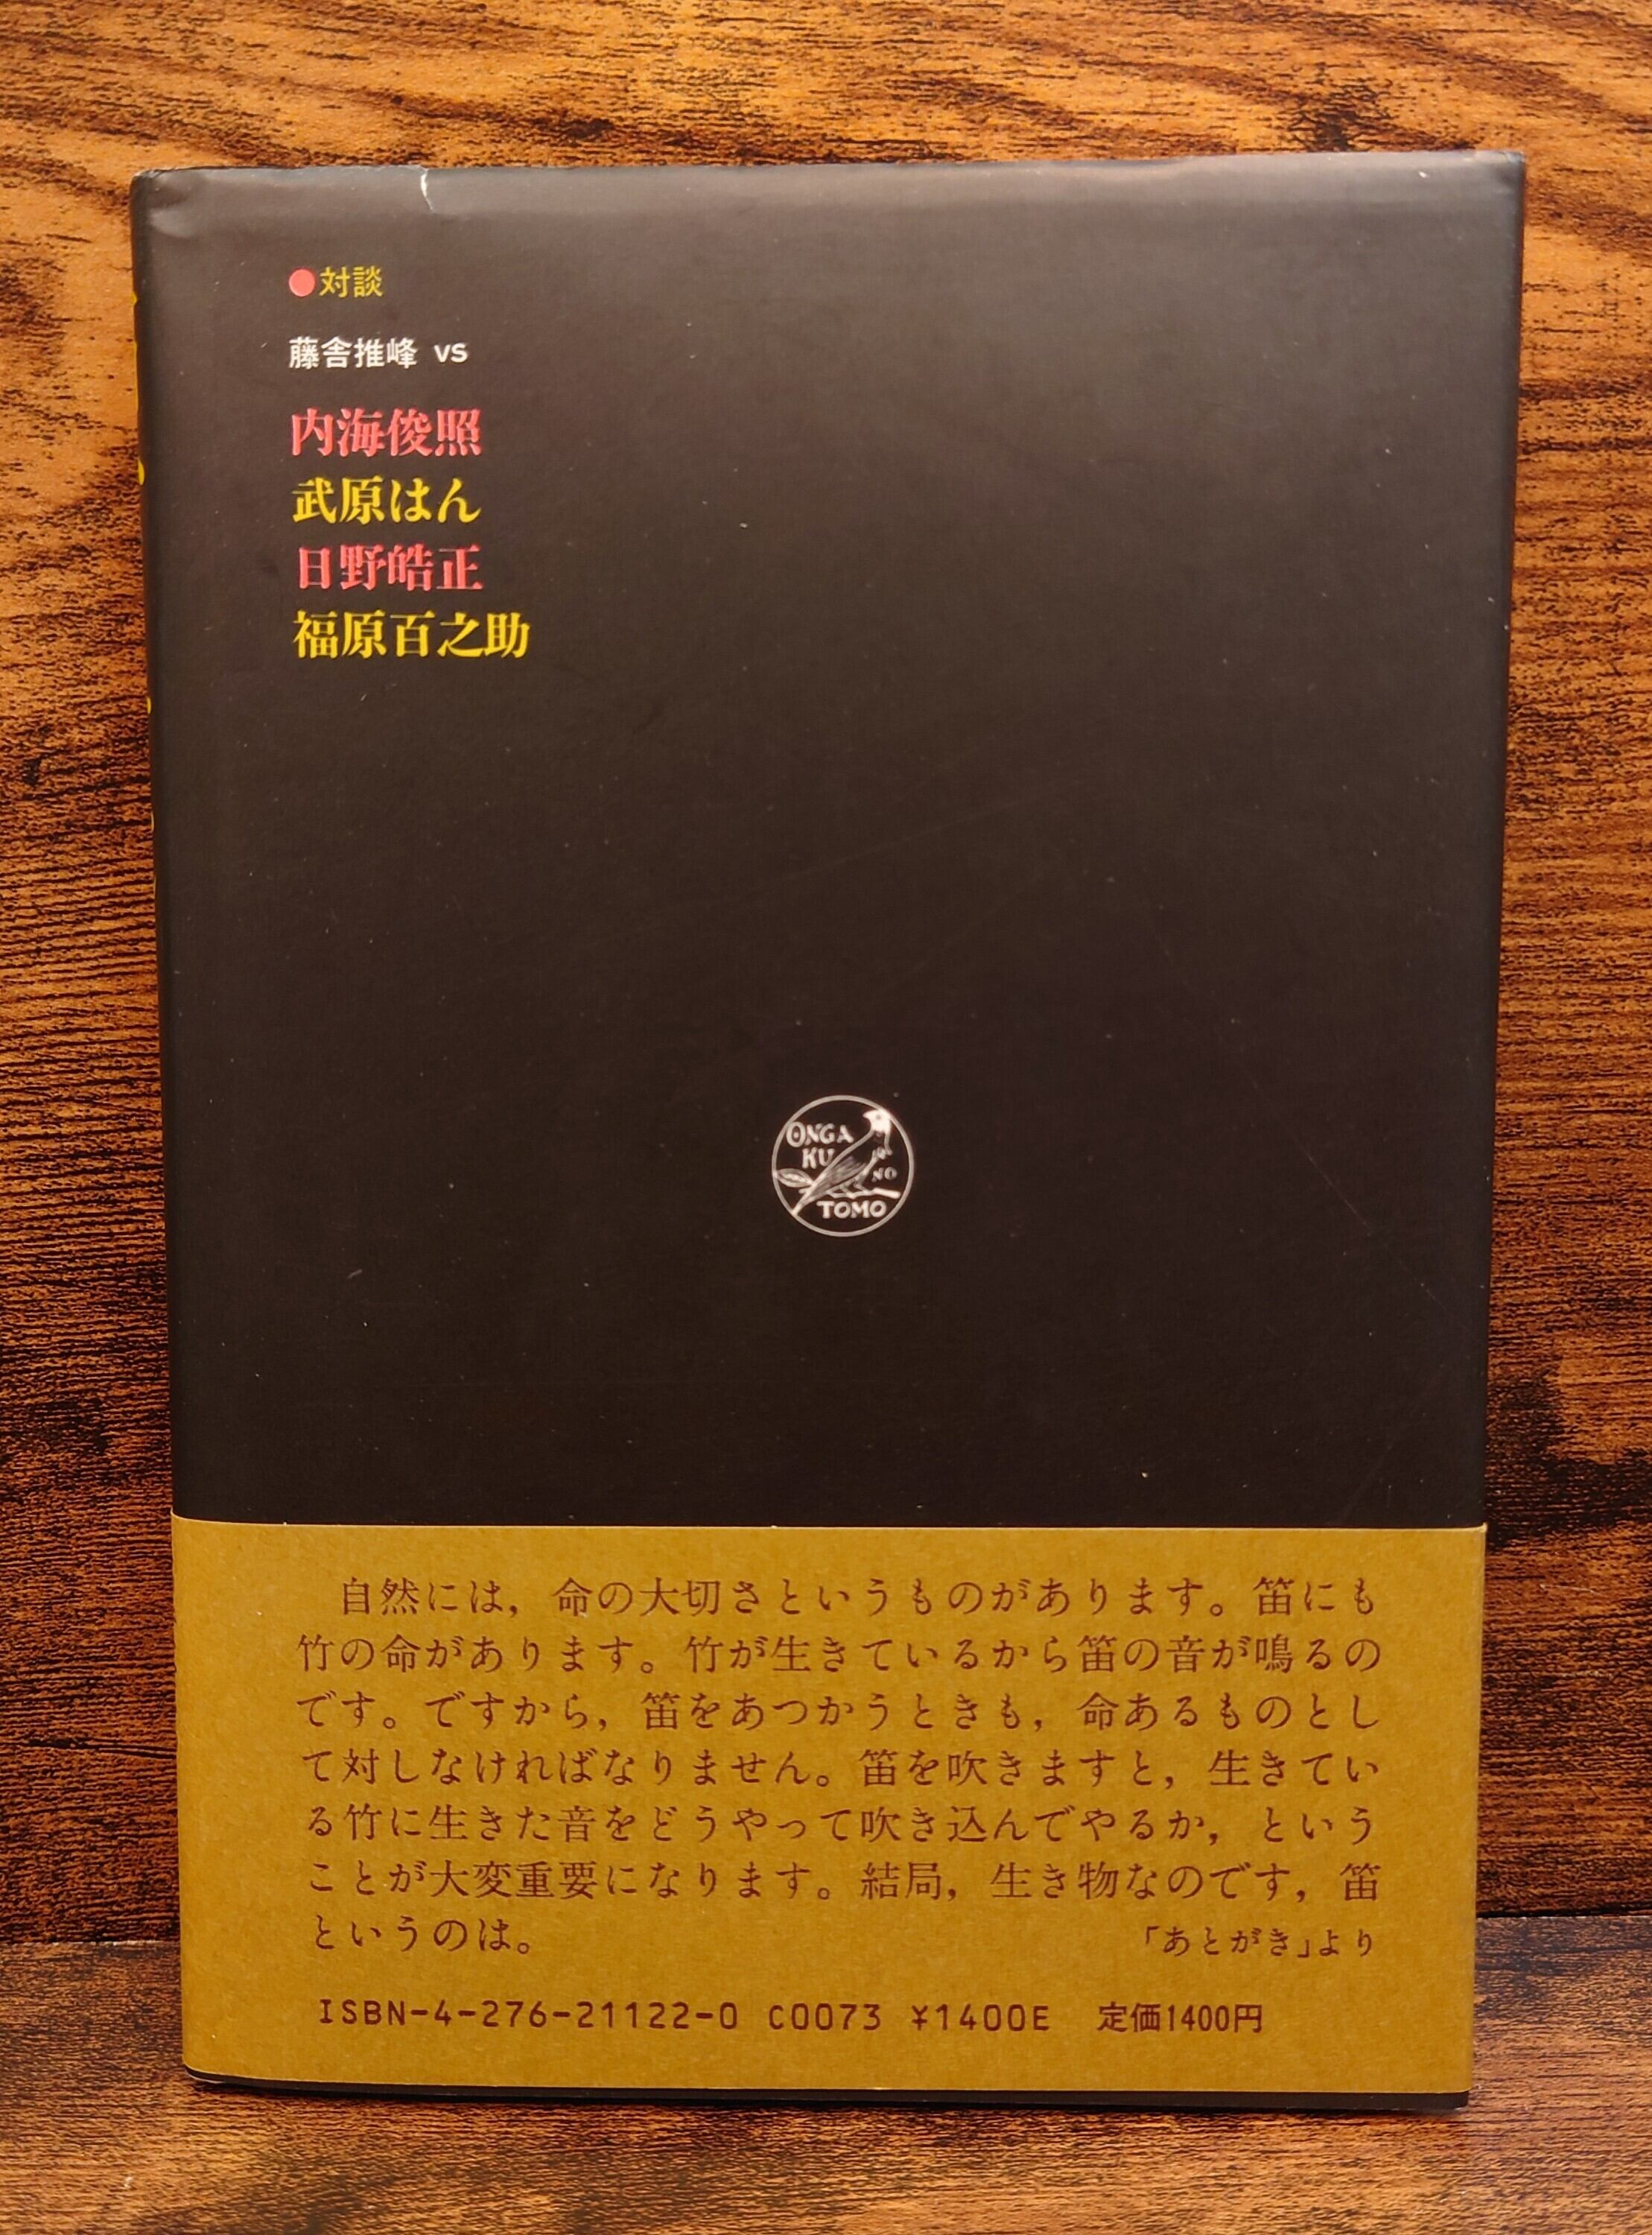 ●対談
藤舎推峰 vs
内海俊照
武原はん
日野皓正
福原百之助
ONGA
KU
NO
TOMO
自然には，命の大切さというものがあります。笛にも
竹の命があります。竹が生きているから笛の音が鳴るの
です。ですから，笛をあつかうときも，命あるものとし
て対しなければなりません。笛を吹きますと，生きてい
る竹に生きた音をどうやって吹き込んでやるか，という
ことが大変重要になります。結局，生き物なのです，笛
というのは。
「あとがき」より
ISBN-4-276-21122-0 C0073 ¥1400E 定価1400円